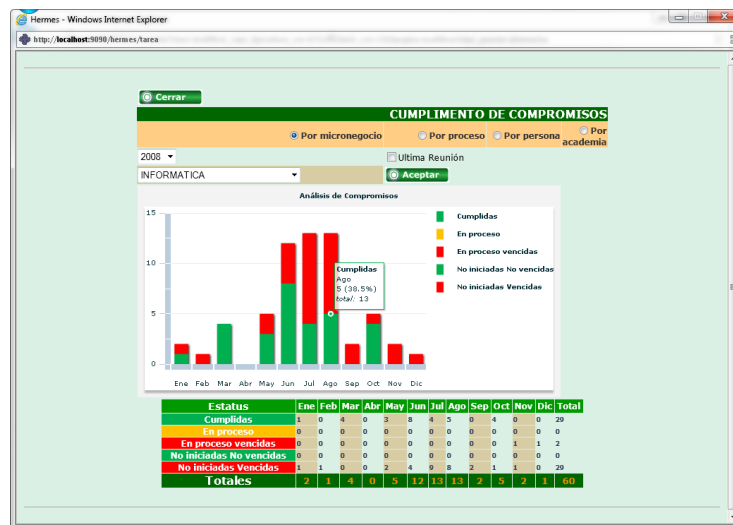 Hermes - Windows Internet Explorer
http://localhost:9090/hermes/tarea
Cerrar
CUMPLIMENTO DE COMPROMISOS
Por micronegocio Por proceso Por persona Por academia
2008 Ultima Reunión
INFORMATICA Aceptar
Análisis de Compromisos
15
10
5
0
Ene Feb Mar Abr May Jun Jul Ago Sep Oct Nov Dic
Cumplidas
Ago
5 (38.5%)
total: 13
Cumplidas
En proceso
En proceso vencidas
No iniciadas No vencidas
No iniciadas Vencidas
Estatus Ene Feb Mar Abr May Jun Jul Ago Sep Oct Nov Dic Total
Cumplidas 1 0 4 0 3 8 4 5 0 4 0 0 29
En proceso 0 0 0 0 0 0 0 0 0 0 0 0 0
En proceso vencidas 0 0 0 0 0 0 0 0 0 0 1 1 2
No iniciadas No vencidas 0 0 0 0 0 0 0 0 0 0 0 0 0
No iniciadas Vencidas 1 1 0 0 2 4 9 8 2 1 1 0 29
Totales 2 1 4 0 5 12 13 13 2 5 2 1 60